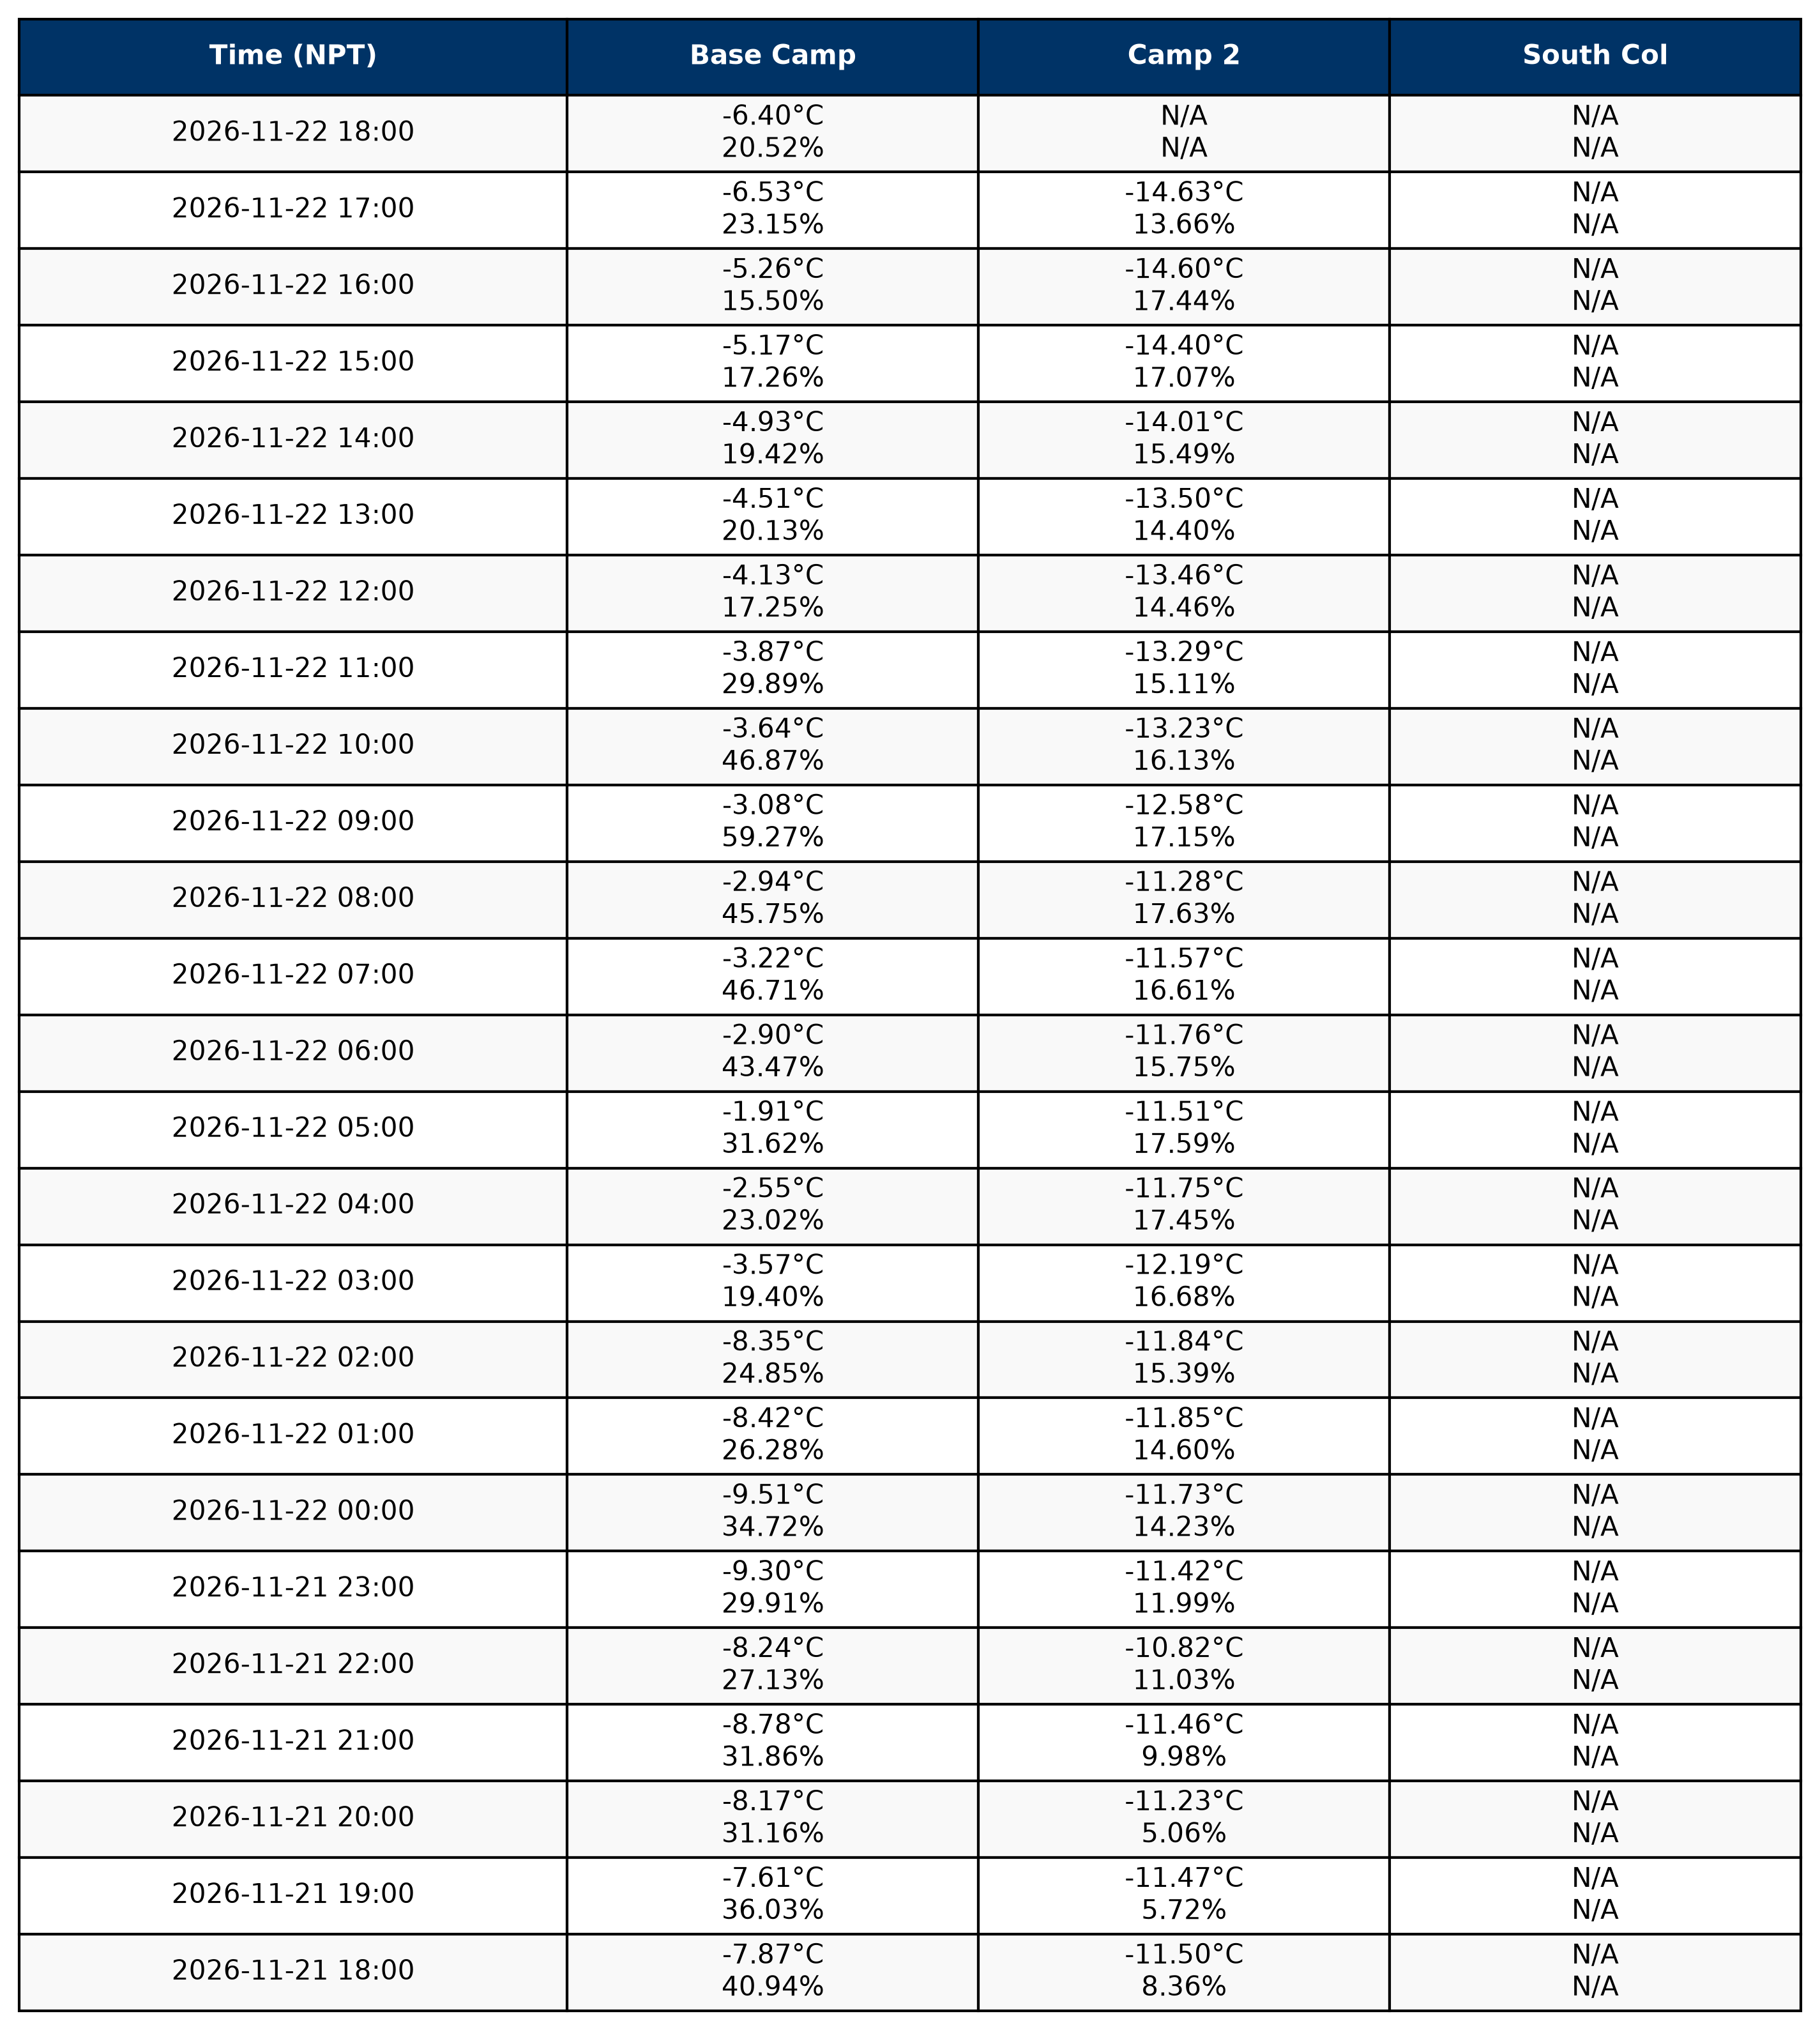 Time (NPT) Base Camp Camp 2 South Col
2026-11-22 18:00 -6.40°C N/A N/A
20.52% N/A N/A
2026-11-22 17:00 -6.53°C -14.63°C N/A
23.15% 13.66% N/A
2026-11-22 16:00 -5.26°C -14.60°C N/A
15.50% 17.44% N/A
2026-11-22 15:00 -5.17°C -14.40°C N/A
17.26% 17.07% N/A
2026-11-22 14:00 -4.93°C -14.01°C N/A
19.42% 15.49% N/A
2026-11-22 13:00 -4.51°C -13.50°C N/A
20.13% 14.40% N/A
2026-11-22 12:00 -4.13°C -13.46°C N/A
17.25% 14.46% N/A
2026-11-22 11:00 -3.87°C -13.29°C N/A
29.89% 15.11% N/A
2026-11-22 10:00 -3.64°C -13.23°C N/A
46.87% 16.13% N/A
2026-11-22 09:00 -3.08°C -12.58°C N/A
59.27% 17.15% N/A
2026-11-22 08:00 -2.94°C -11.28°C N/A
45.75% 17.63% N/A
2026-11-22 07:00 -3.22°C -11.57°C N/A
46.71% 16.61% N/A
2026-11-22 06:00 -2.90°C -11.76°C N/A
43.47% 15.75% N/A
2026-11-22 05:00 -1.91°C -11.51°C N/A
31.62% 17.59% N/A
2026-11-22 04:00 -2.55°C -11.75°C N/A
23.02% 17.45% N/A
2026-11-22 03:00 -3.57°C -12.19°C N/A
19.40% 16.68% N/A
2026-11-22 02:00 -8.35°C -11.84°C N/A
24.85% 15.39% N/A
2026-11-22 01:00 -8.42°C -11.85°C N/A
26.28% 14.60% N/A
2026-11-22 00:00 -9.51°C -11.73°C N/A
34.72% 14.23% N/A
2026-11-21 23:00 -9.30°C -11.42°C N/A
29.91% 11.99% N/A
2026-11-21 22:00 -8.24°C -10.82°C N/A
27.13% 11.03% N/A
2026-11-21 21:00 -8.78°C -11.46°C N/A
31.86% 9.98% N/A
2026-11-21 20:00 -8.17°C -11.23°C N/A
31.16% 5.06% N/A
2026-11-21 19:00 -7.61°C -11.47°C N/A
36.03% 5.72% N/A
2026-11-21 18:00 -7.87°C -11.50°C N/A
40.94% 8.36% N/A